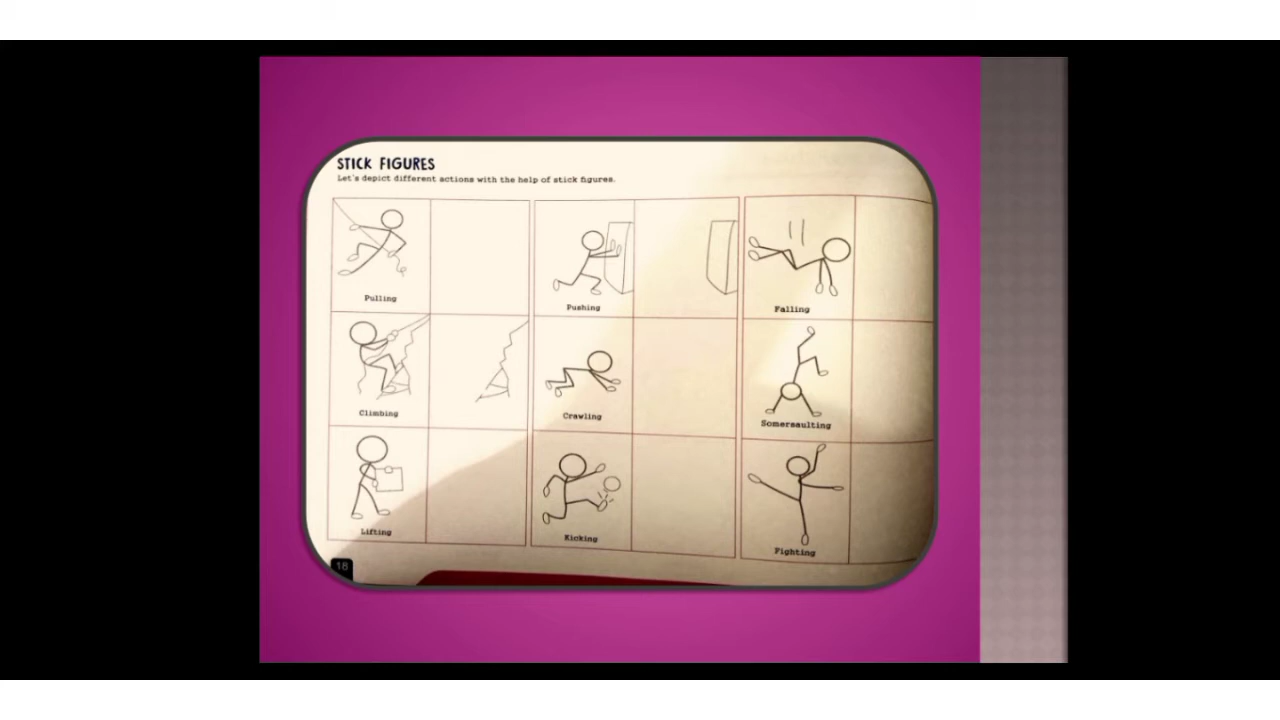 STICK FIGURES
Let's depict different actions with the help of stick figures.
Pulling
Pushing
Falling
Climbing
Crawling
Somersaulting
Lifting
Kicking
Fighting
18